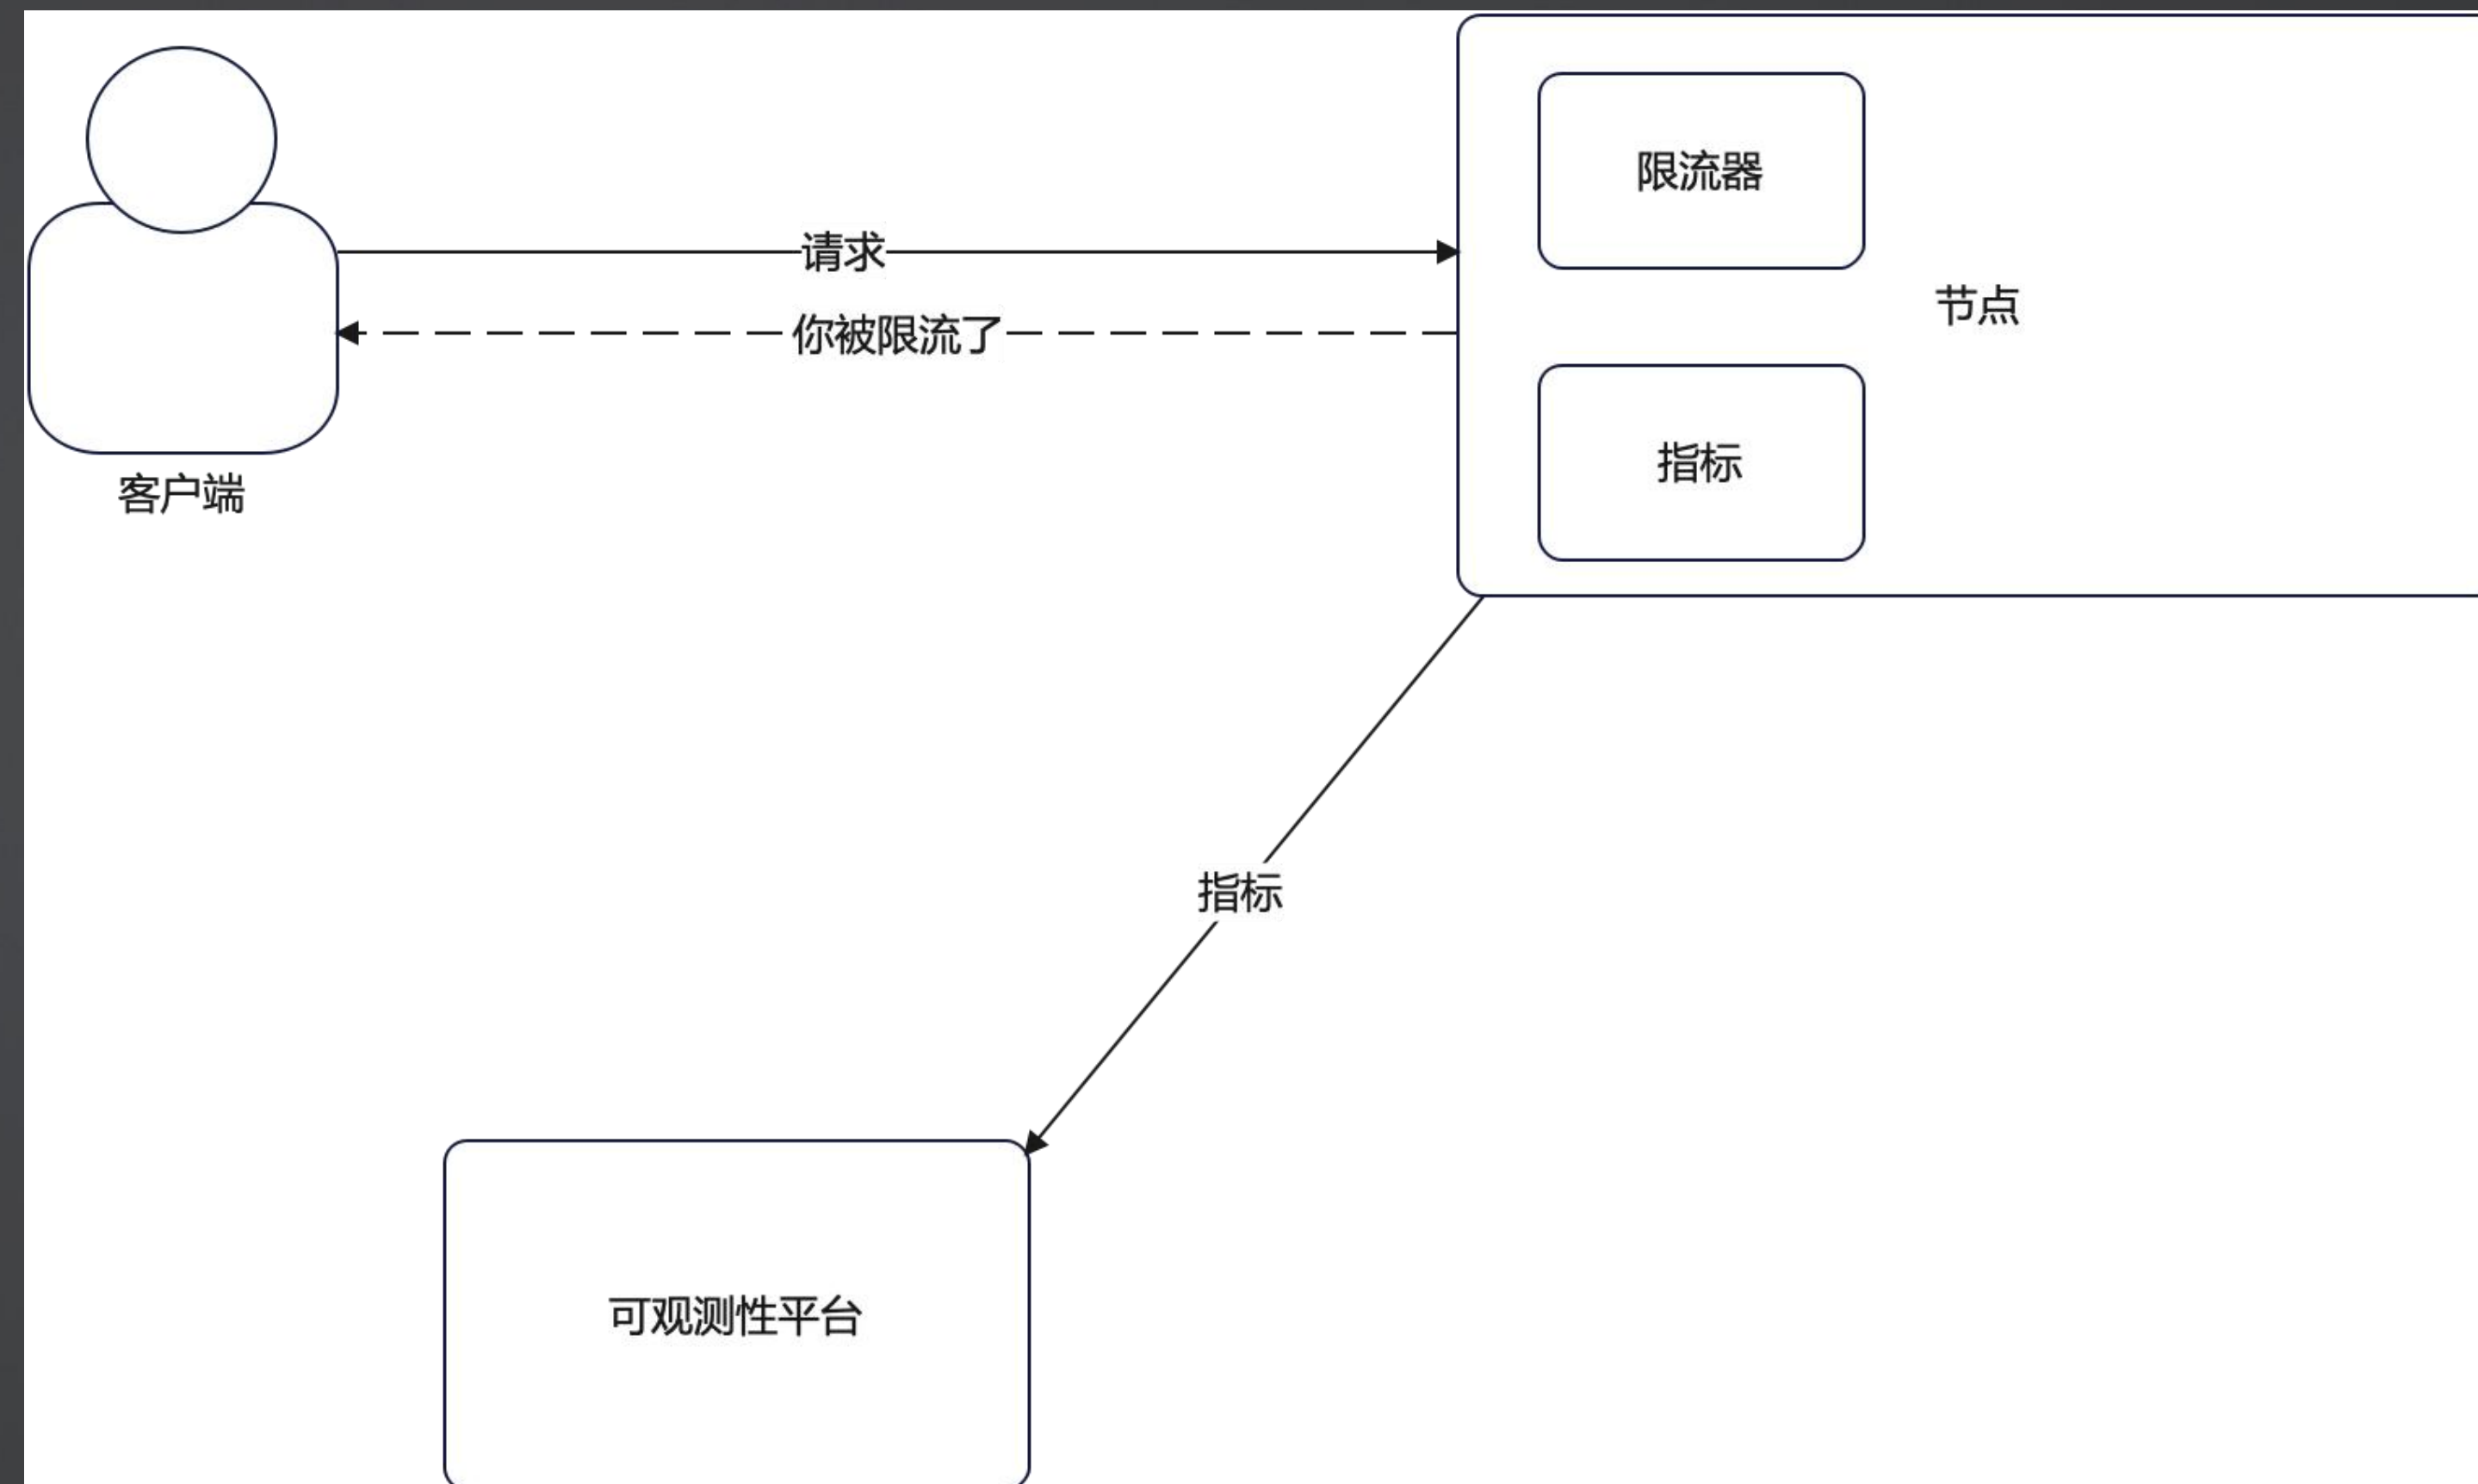 限流器
请求
节点
你被限流了
指标
客户端
指标
可观测性平台